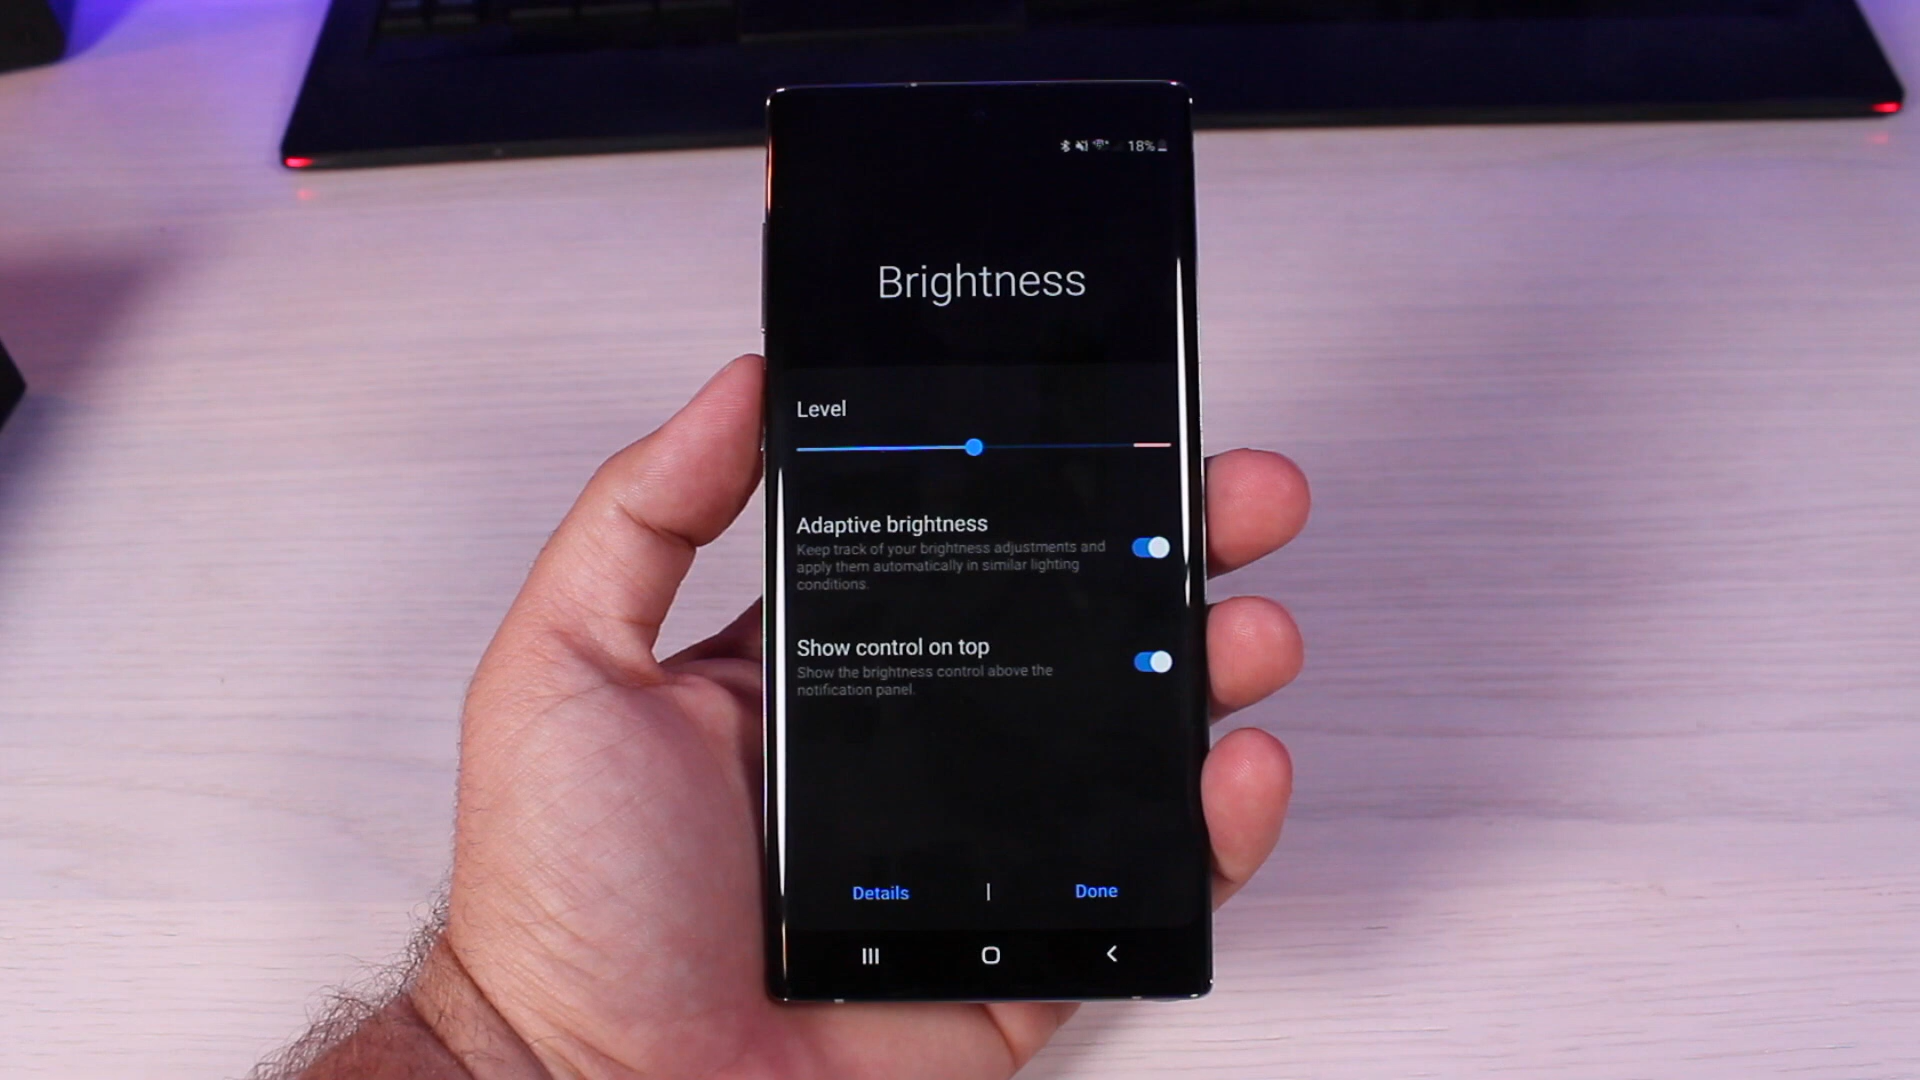 18%
Brightness
Level
Adaptive brightness
Keep track of your brightness adjustments and
apply them automatically in similar lighting
conditions.
Show control on top
Show the brightness control above the
notification panel.
Details | Done